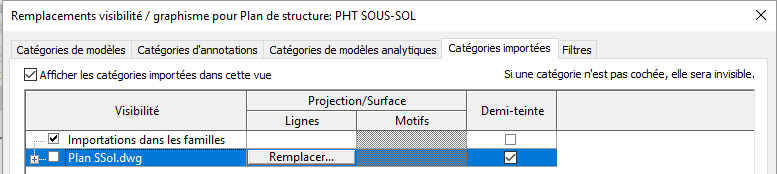 Remplacements visibilité / graphisme pour Plan de structure: PHT SOUS-SOL
Catégories de modèles Catégories d'annotations Catégories de modèles analytiques Catégories importées Filtres
Afficher les catégories importées dans cette vue Si une catégorie n'est pas cochée, elle sera invisible.
Visibilité Projection/Surface Demi-teinte
Lignes Motifs
Importations dans les familles
Plan SSol.dwg Remplacer...